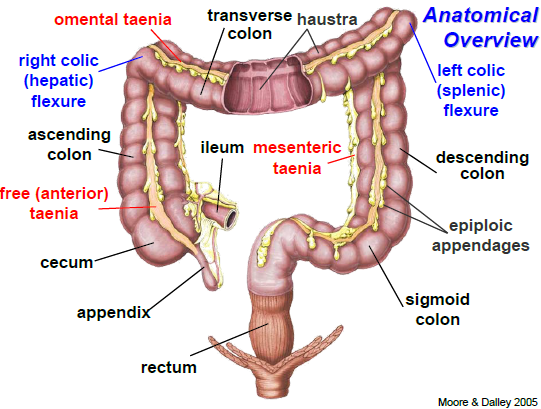 Anatomical
Overview
omental taenia
transverse
colon
haustra
right colic
(hepatic)
flexure
left colic
(splenic)
flexure
ascending
colon
ileum
mesenteric
taenia
descending
colon
free (anterior)
taenia
epiploic
appendages
cecum
appendix
sigmoid
colon
rectum
Moore & Dalley 2005